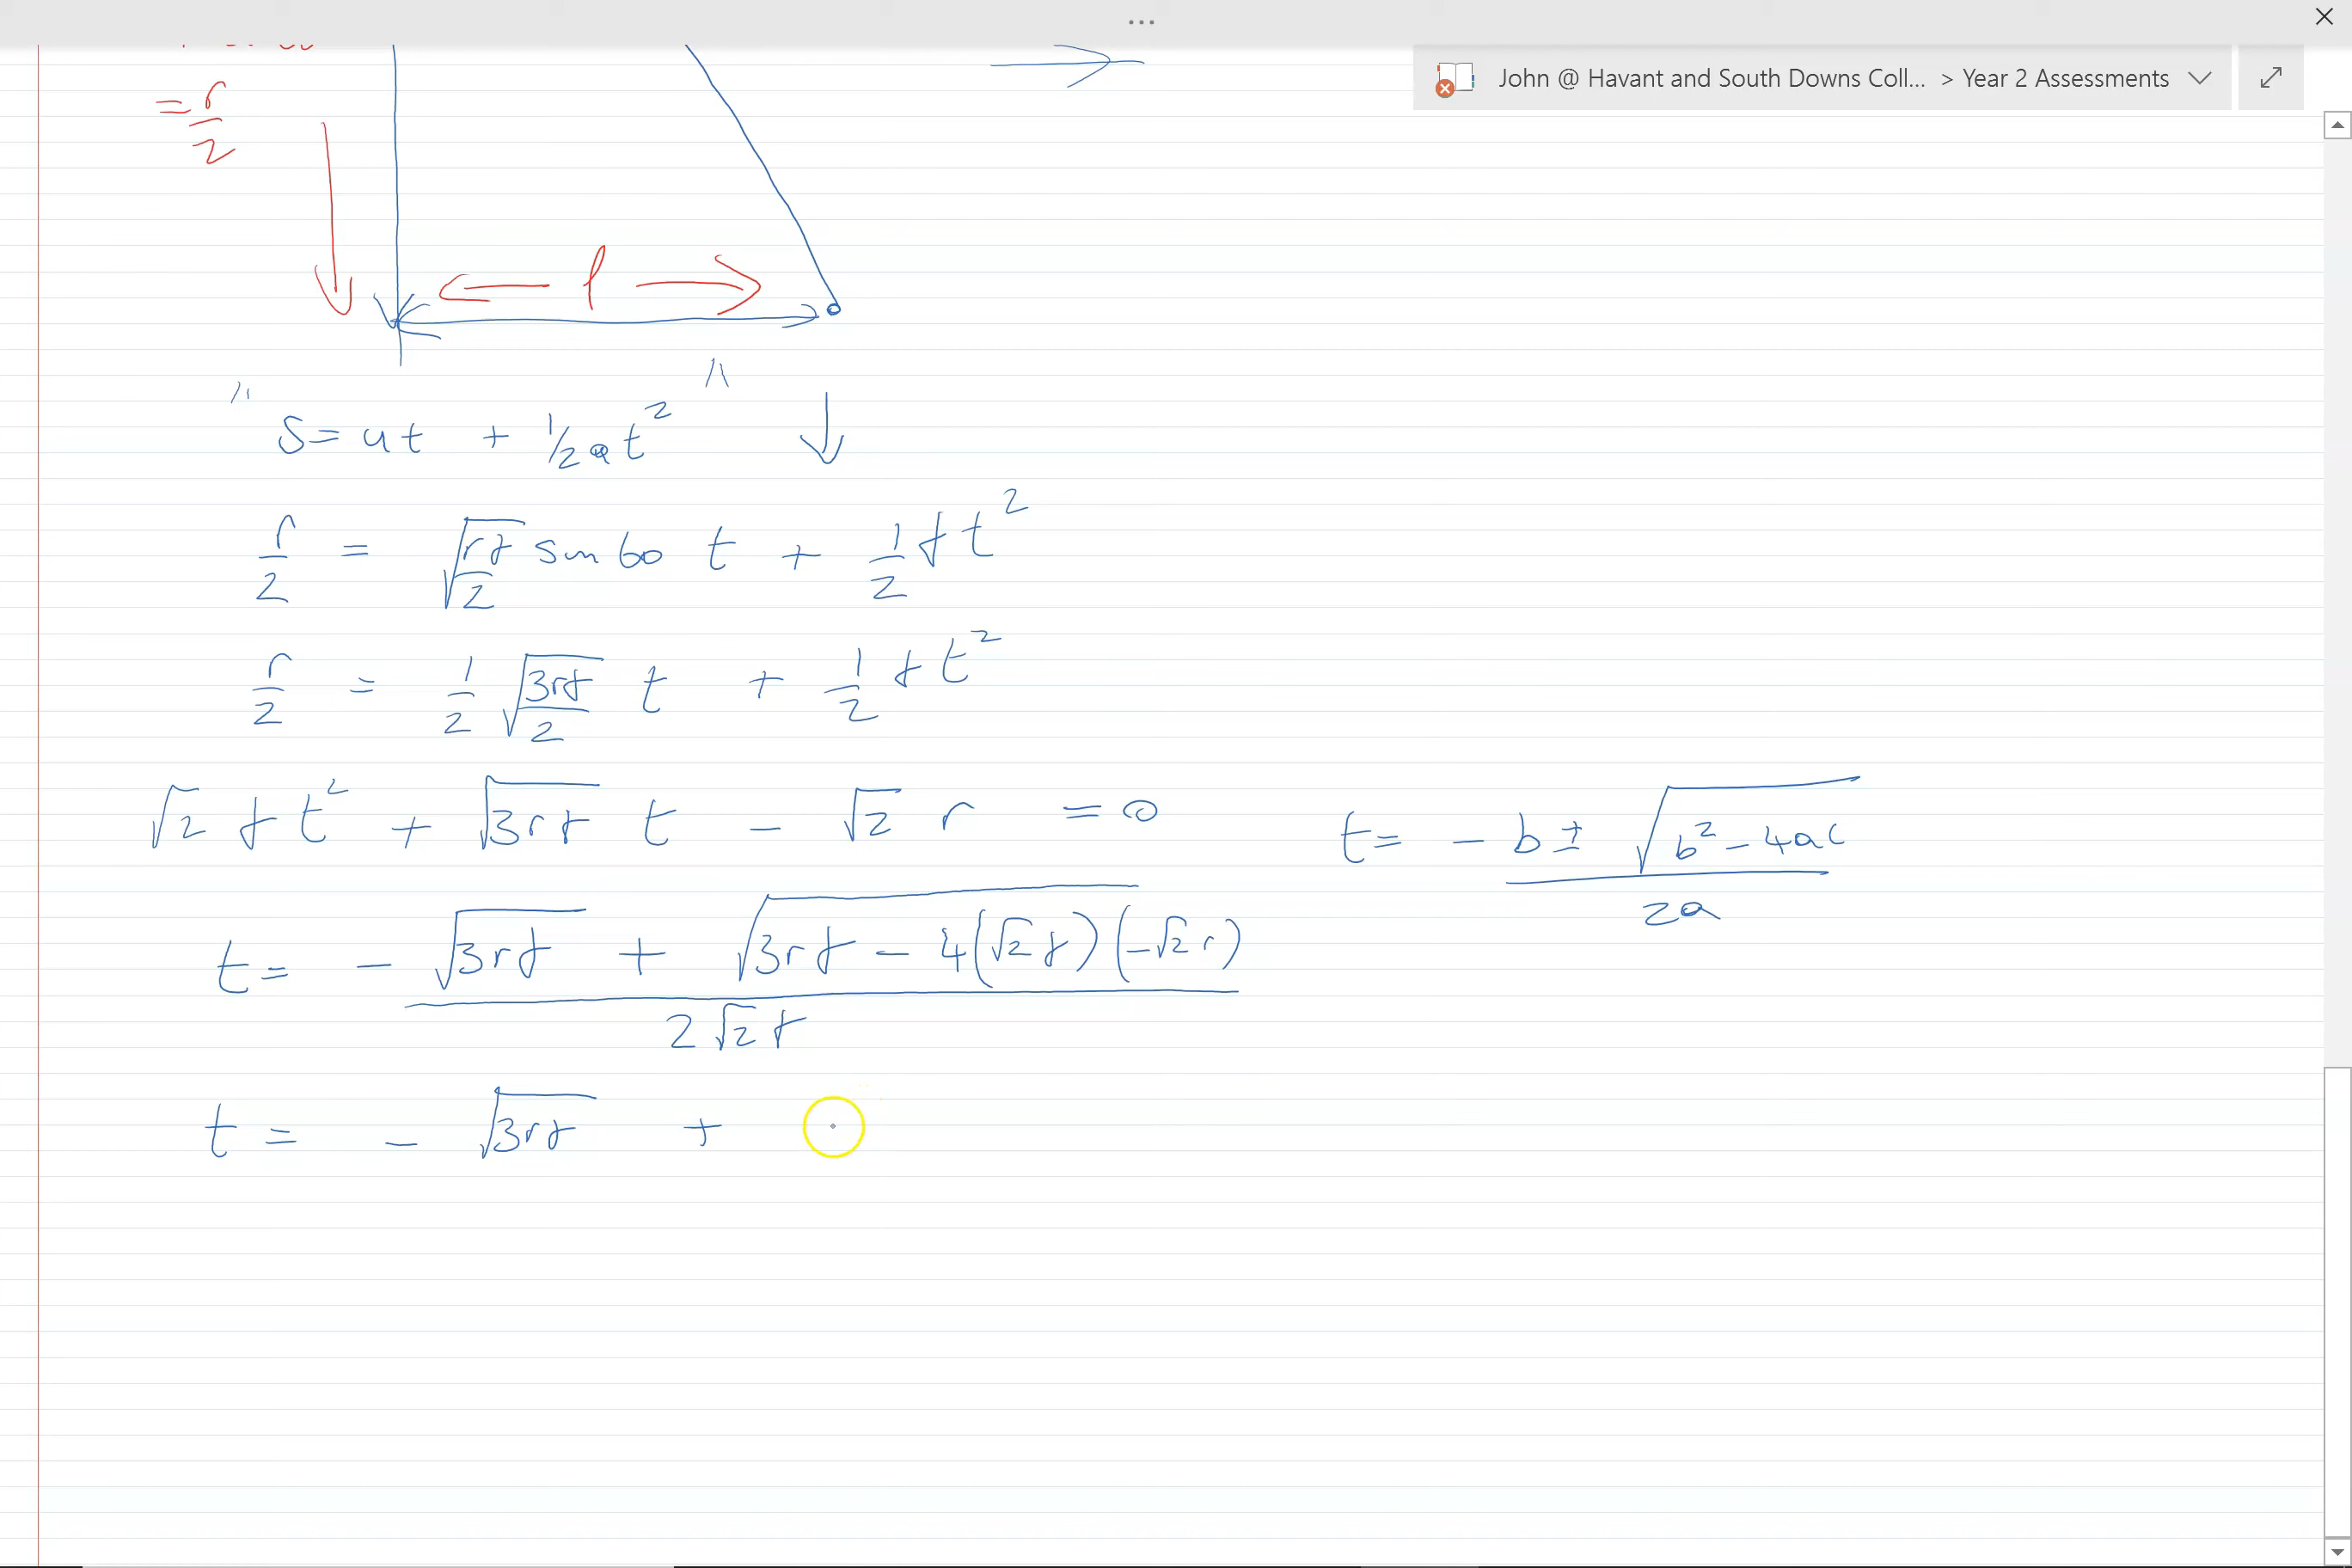 John @ Havant and South Downs Coll... > Year 2 Assessments
= r/2
← l →
" s = ut + 1/2 at² " ↓
r/2 = √(rg/2) sin 60 t + 1/2 g t²
r/2 = 1/2 √(3rg/2) t + 1/2 g t²
√2 g t² + √(3rg) t - √2 r = 0
t = (-b ± √(b² - 4ac)) / 2a
t = (-√(3rg) + √(3rg - 4(√2 g)(-√2 r))) / 2√2 g
t = -√(3rg) +